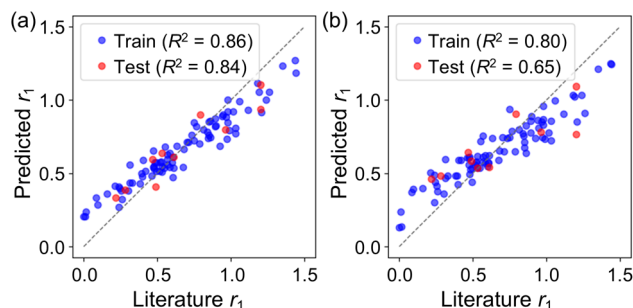 (a)
1.5
1.0
0.5
0.0
Predicted r1
Train (R² = 0.86)
Test (R² = 0.84)
0.0 0.5 1.0 1.5
Literature r1
(b)
1.5
1.0
0.5
0.0
Predicted r1
Train (R² = 0.80)
Test (R² = 0.65)
0.0 0.5 1.0 1.5
Literature r1